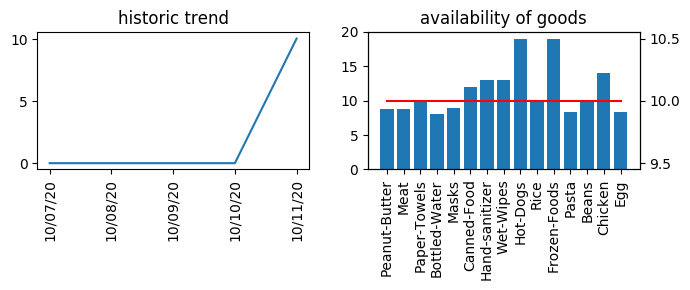 historic trend
10
5
0
10/07/20
10/08/20
10/09/20
10/10/20
10/11/20
availability of goods
20
15
10
5
0
10.5
10.0
9.5
Peanut-Butter
Meat
Paper-Towels
Bottled-Water
Masks
Canned-Food
Hand-sanitizer
Wet-Wipes
Hot-Dogs
Rice
Frozen-Foods
Pasta
Beans
Chicken
Egg